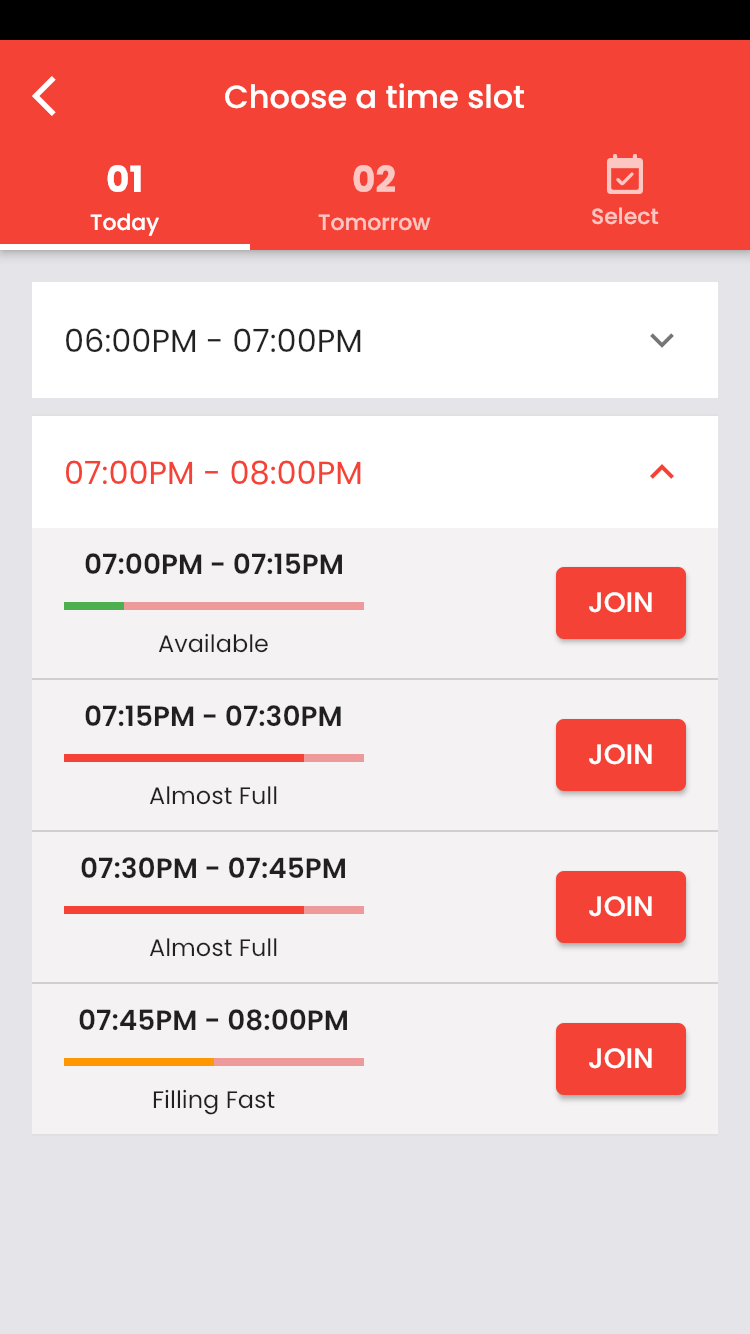 Choose a time slot
01
Today
02
Tomorrow
Select
06:00PM - 07:00PM
07:00PM - 08:00PM
07:00PM - 07:15PM
Available
JOIN
07:15PM - 07:30PM
Almost Full
JOIN
07:30PM - 07:45PM
Almost Full
JOIN
07:45PM - 08:00PM
Filling Fast
JOIN